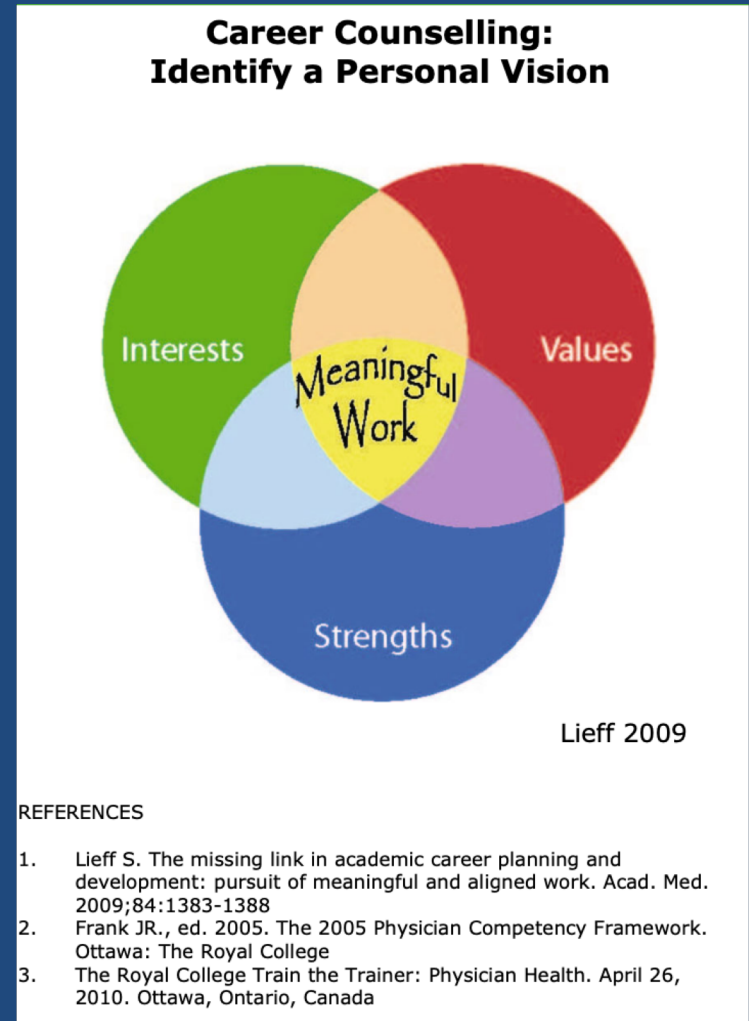 Career Counselling:
Identify a Personal Vision
Interests
Values
Meaningful
Work
Strengths
Lieff 2009
REFERENCES
1. Lieff S. The missing link in academic career planning and
development: pursuit of meaningful and aligned work. Acad. Med.
2009;84:1383-1388
2. Frank JR., ed. 2005. The 2005 Physician Competency Framework.
Ottawa: The Royal College
3. The Royal College Train the Trainer: Physician Health. April 26,
2010. Ottawa, Ontario, Canada